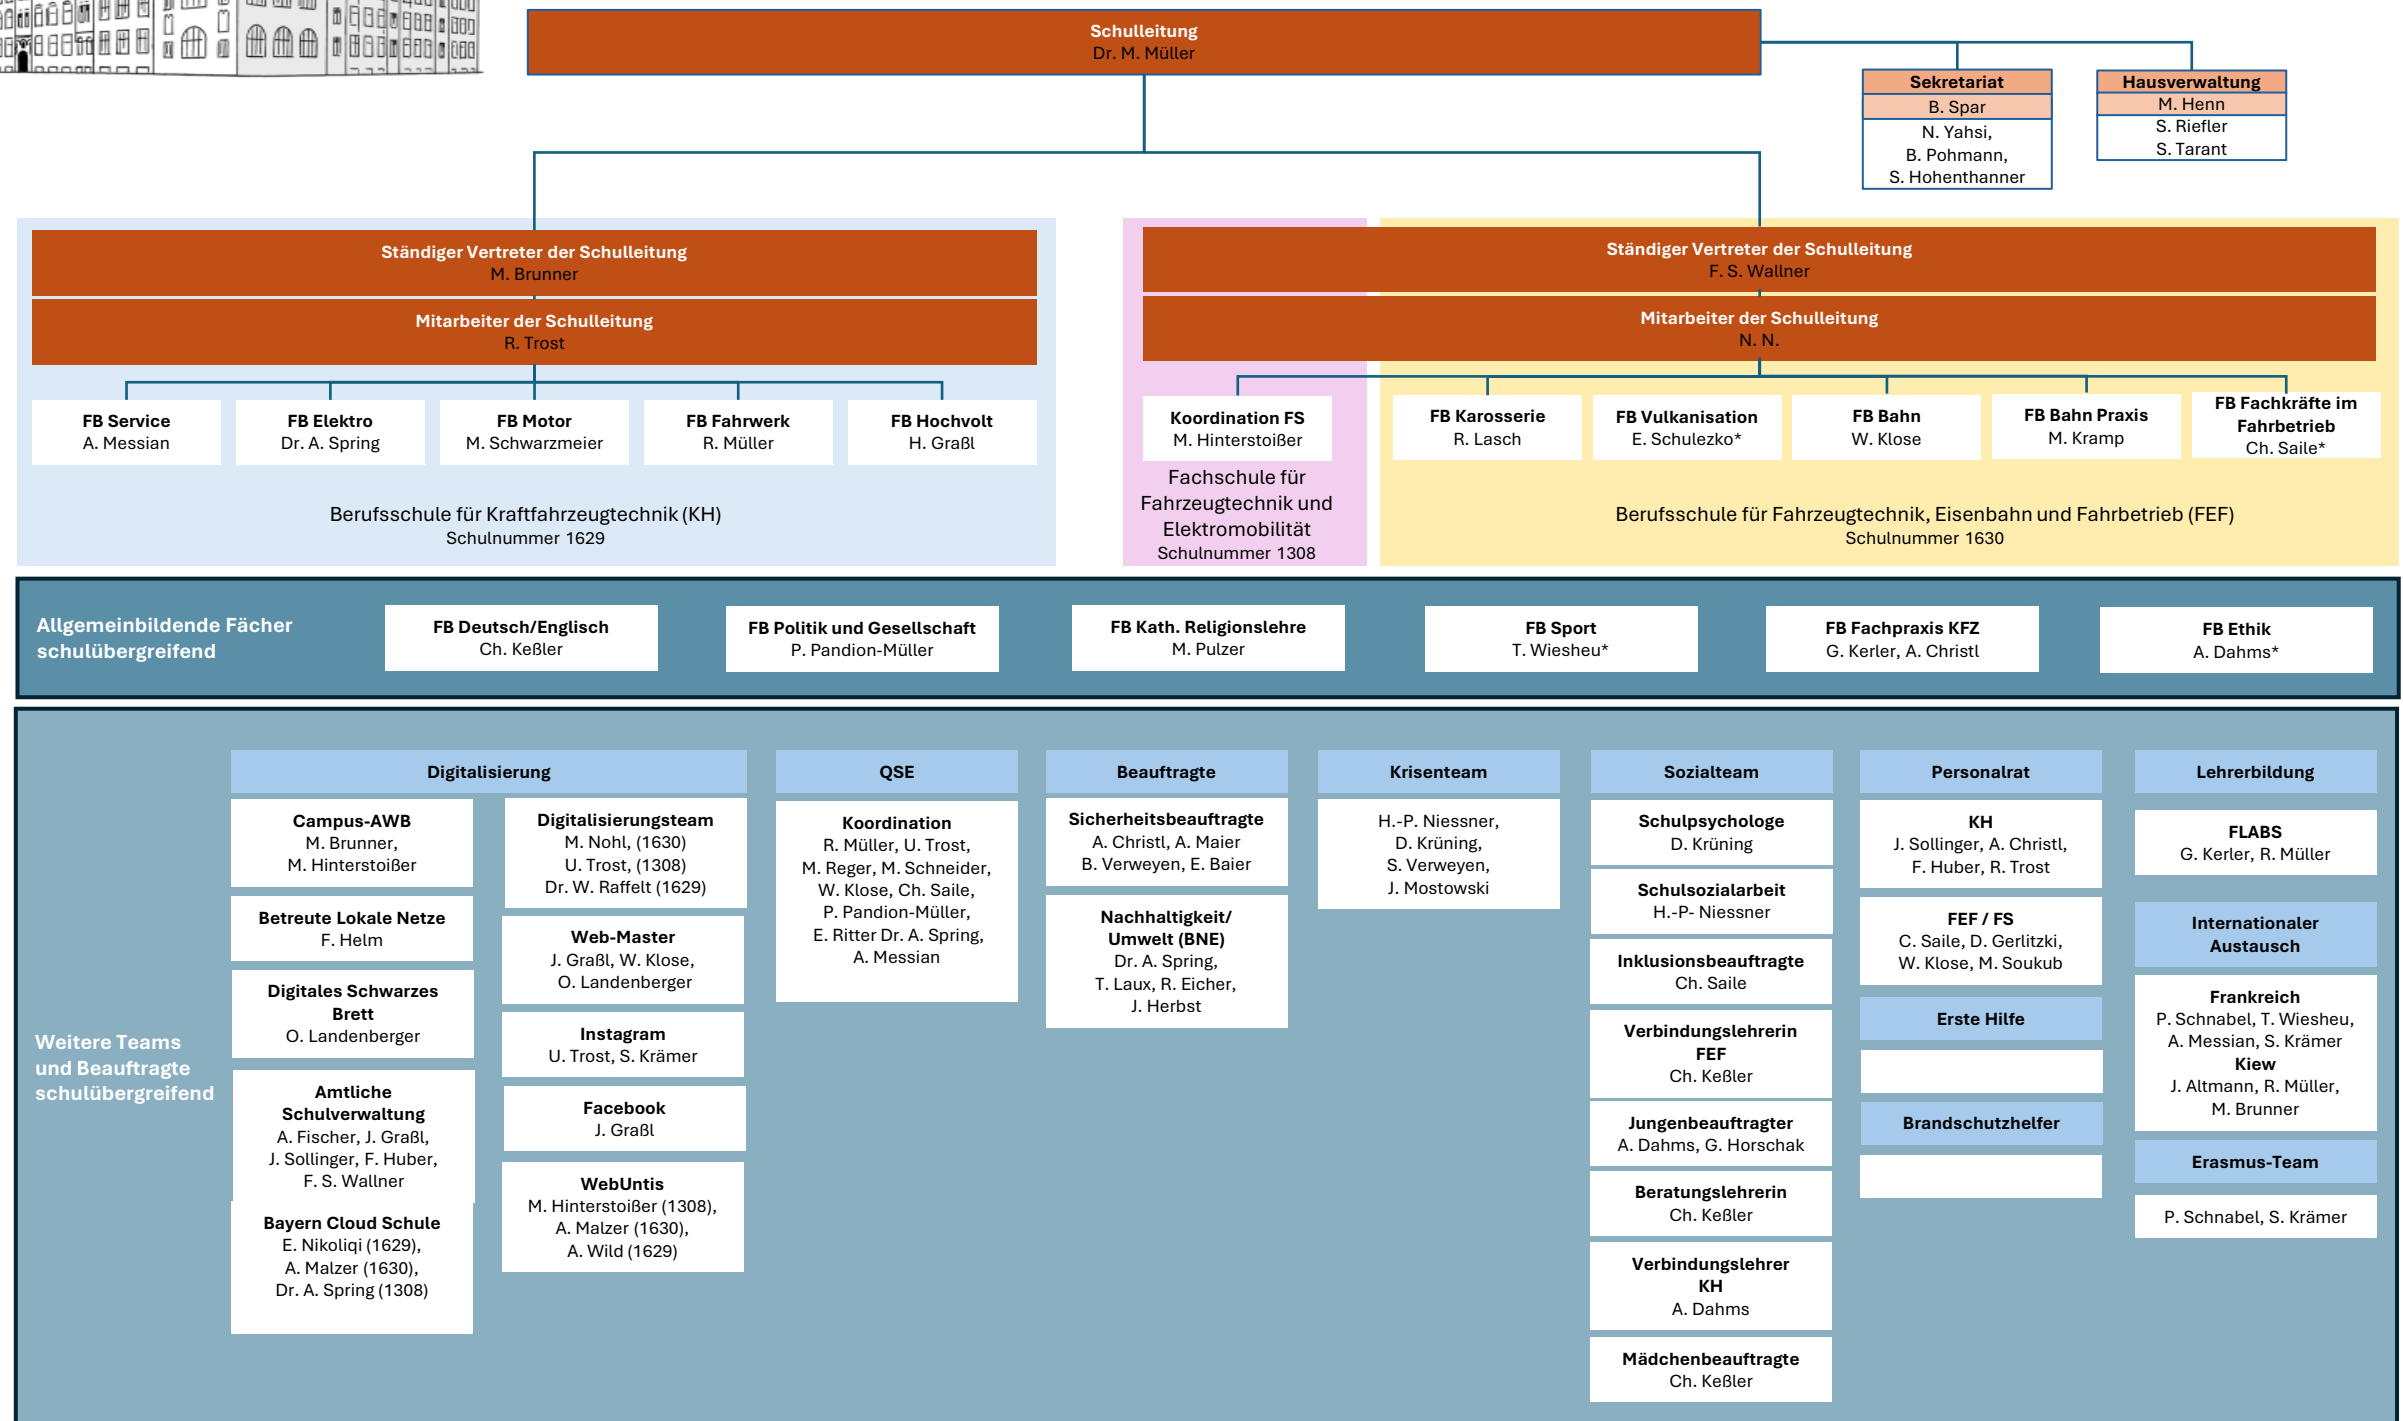 Schulleitung
Dr. M. Müller
Sekretariat
B. Spar
N. Yahsi,
B. Pohmann,
S. Hohenthanner
Hausverwaltung
M. Henn
S. Riefler
S. Tarant
Ständiger Vertreter der Schulleitung
M. Brunner
Mitarbeiter der Schulleitung
R. Trost
FB Service
A. Messian
FB Elektro
Dr. A. Spring
FB Motor
M. Schwarzmeier
FB Fahrwerk
R. Müller
FB Hochvolt
H. Graßl
Berufsschule für Kraftfahrzeugtechnik (KH)
Schulnummer 1629
Ständiger Vertreter der Schulleitung
F. S. Wallner
Mitarbeiter der Schulleitung
N. N.
Koordination FS
M. Hinterstoißer
Fachschule für
Fahrzeugtechnik und
Elektromobilität
Schulnummer 1308
FB Karosserie
R. Lasch
FB Vulkanisation
E. Schulezko*
FB Bahn
W. Klose
FB Bahn Praxis
M. Kramp
FB Fachkräfte im
Fahrbetrieb
Ch. Saile*
Berufsschule für Fahrzeugtechnik, Eisenbahn und Fahrbetrieb (FEF)
Schulnummer 1630
Allgemeinbildende Fächer
schulübergreifend
FB Deutsch/Englisch
Ch. Keßler
FB Politik und Gesellschaft
P. Pandion-Müller
FB Kath. Religionslehre
M. Pulzer
FB Sport
T. Wiesheu*
FB Fachpraxis KFZ
G. Kerler, A. Christl
FB Ethik
A. Dahms*
Weitere Teams
und Beauftragte
schulübergreifend
Digitalisierung
Campus-AWB
M. Brunner,
M. Hinterstoißer
Betreute Lokale Netze
F. Helm
Digitales Schwarzes
Brett
O. Landenberger
Amtliche
Schulverwaltung
A. Fischer, J. Graßl,
J. Sollinger, F. Huber,
F. S. Wallner
Bayern Cloud Schule
E. Nikoliqi (1629),
A. Malzer (1630),
Dr. A. Spring (1308)
Digitalisierungsteam
M. Nohl, (1630)
U. Trost, (1308)
Dr. W. Raffelt (1629)
Web-Master
J. Graßl, W. Klose,
O. Landenberger
Instagram
U. Trost, S. Krämer
Facebook
J. Graßl
WebUntis
M. Hinterstoißer (1308),
A. Malzer (1630),
A. Wild (1629)
QSE
Koordination
R. Müller, U. Trost,
M. Reger, M. Schneider,
W. Klose, Ch. Saile,
P. Pandion-Müller,
E. Ritter Dr. A. Spring,
A. Messian
Beauftragte
Sicherheitsbeauftragte
A. Christl, A. Maier
B. Verweyen, E. Baier
Nachhaltigkeit/
Umwelt (BNE)
Dr. A. Spring,
T. Laux, R. Eicher,
J. Herbst
Krisenteam
H.-P. Niessner,
D. Krüning,
S. Verweyen,
J. Mostowski
Sozialteam
Schulpsychologe
D. Krüning
Schulsozialarbeit
H.-P- Niessner
Inklusionsbeauftragte
Ch. Saile
Verbindungslehrerin
FEF
Ch. Keßler
Jungenbeauftragter
A. Dahms, G. Horschak
Beratungslehrerin
Ch. Keßler
Verbindungslehrer
KH
A. Dahms
Mädchenbeauftragte
Ch. Keßler
Personalrat
KH
J. Sollinger, A. Christl,
F. Huber, R. Trost
FEF / FS
C. Saile, D. Gerlitzki,
W. Klose, M. Soukub
Erste Hilfe
Brandschutzhelfer
Lehrerbildung
FLABS
G. Kerler, R. Müller
Internationaler
Austausch
Frankreich
P. Schnabel, T. Wiesheu,
A. Messian, S. Krämer
Kiew
J. Altmann, R. Müller,
M. Brunner
Erasmus-Team
P. Schnabel, S. Krämer